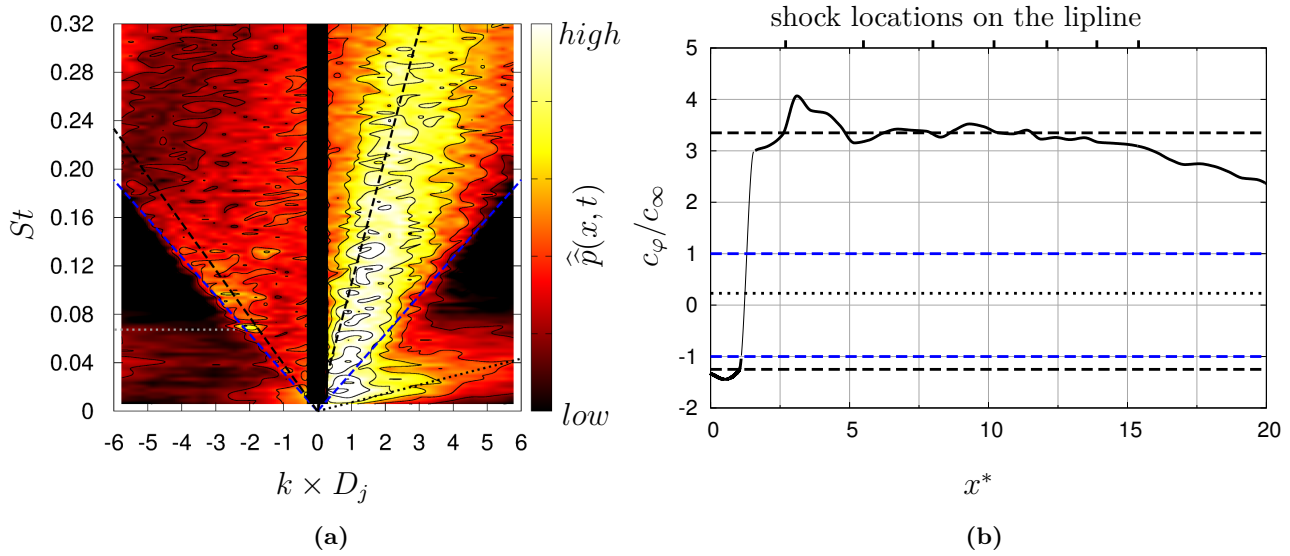 shock locations on the lipline
0.32
0.28
0.24
0.20
0.16
0.12
0.08
0.04
0
St
-6 -5 -4 -3 -2 -1 0 1 2 3 4 5 6
k × D_j
high
low
p̂̂(x, t)
(a)
5
4
3
2
1
0
-1
-2
c_φ/c_∞
0 5 10 15 20
x*
(b)